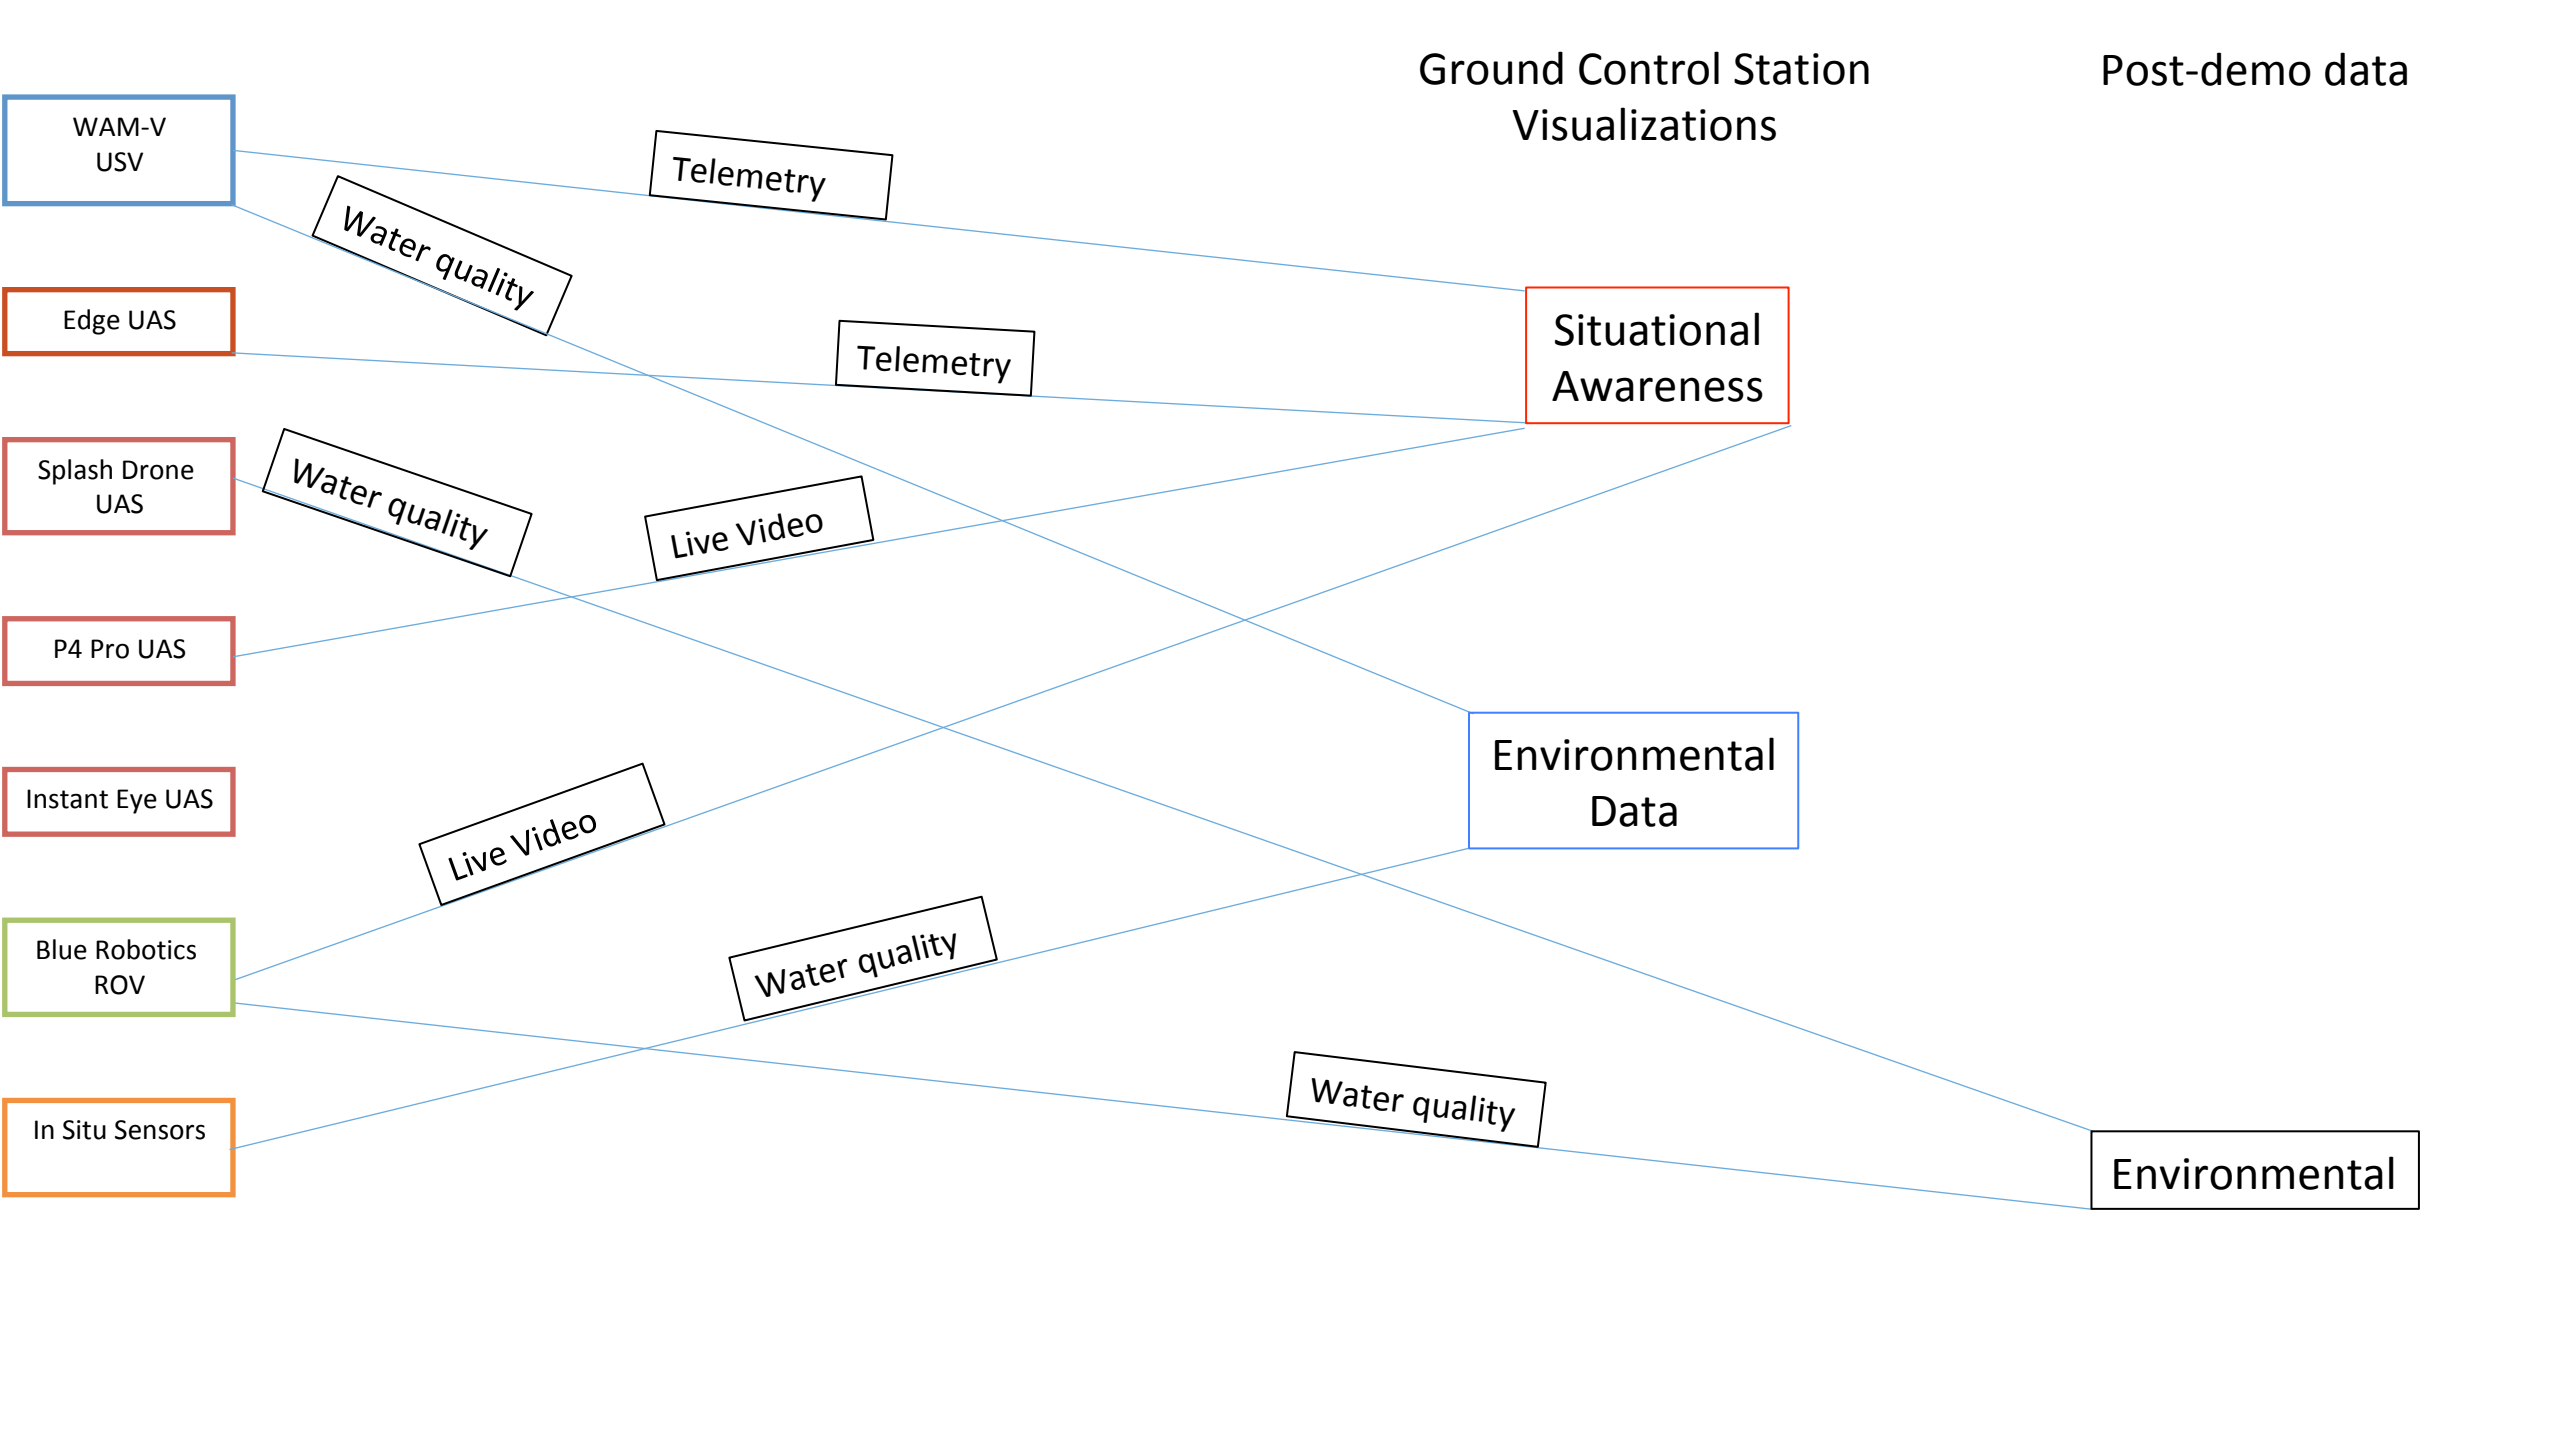 Ground Control Station
Visualizations
Post-demo data
WAM-V
USV
Telemetry
Water quality
Edge UAS
Telemetry
Situational
Awareness
Splash Drone
UAS
Water quality
Live Video
P4 Pro UAS
Environmental
Data
Instant Eye UAS
Live Video
Blue Robotics
ROV
Water quality
Water quality
In Situ Sensors
Environmental